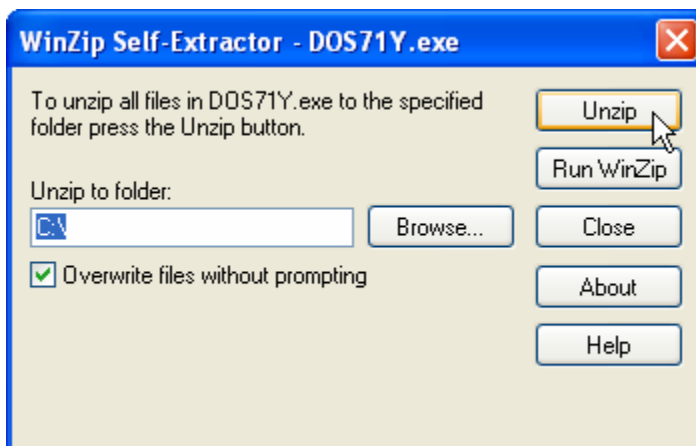 WinZip Self-Extractor - DOS71Y.exe
To unzip all files in DOS71Y.exe to the specified
folder press the Unzip button.
Unzip to folder:
C:\
Browse...
Overwrite files without prompting
Unzip
Run WinZip
Close
About
Help